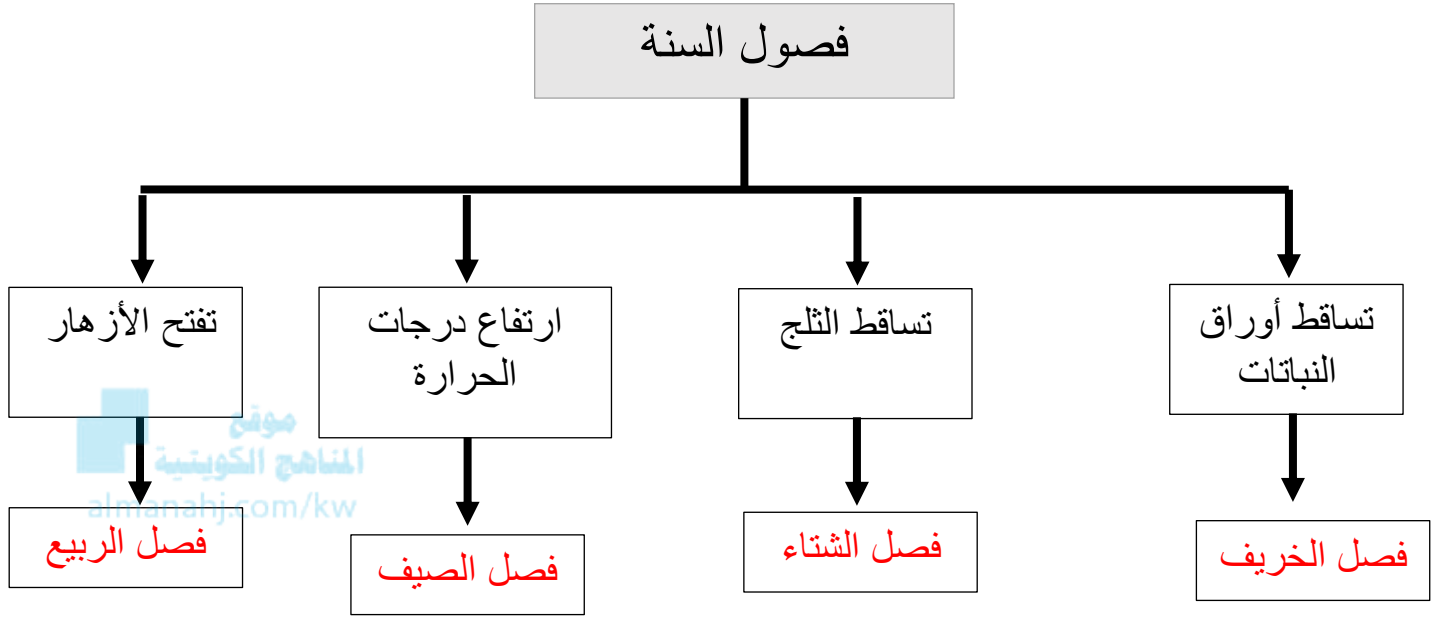 فصول السنة
تساقط أوراق
النباتات
تساقط الثلج
ارتفاع درجات
الحرارة
تفتح الأزهار
فصل الخريف
فصل الشتاء
فصل الصيف
فصل الربيع
موقع
المناهج الكويتية
almanahj.com/kw